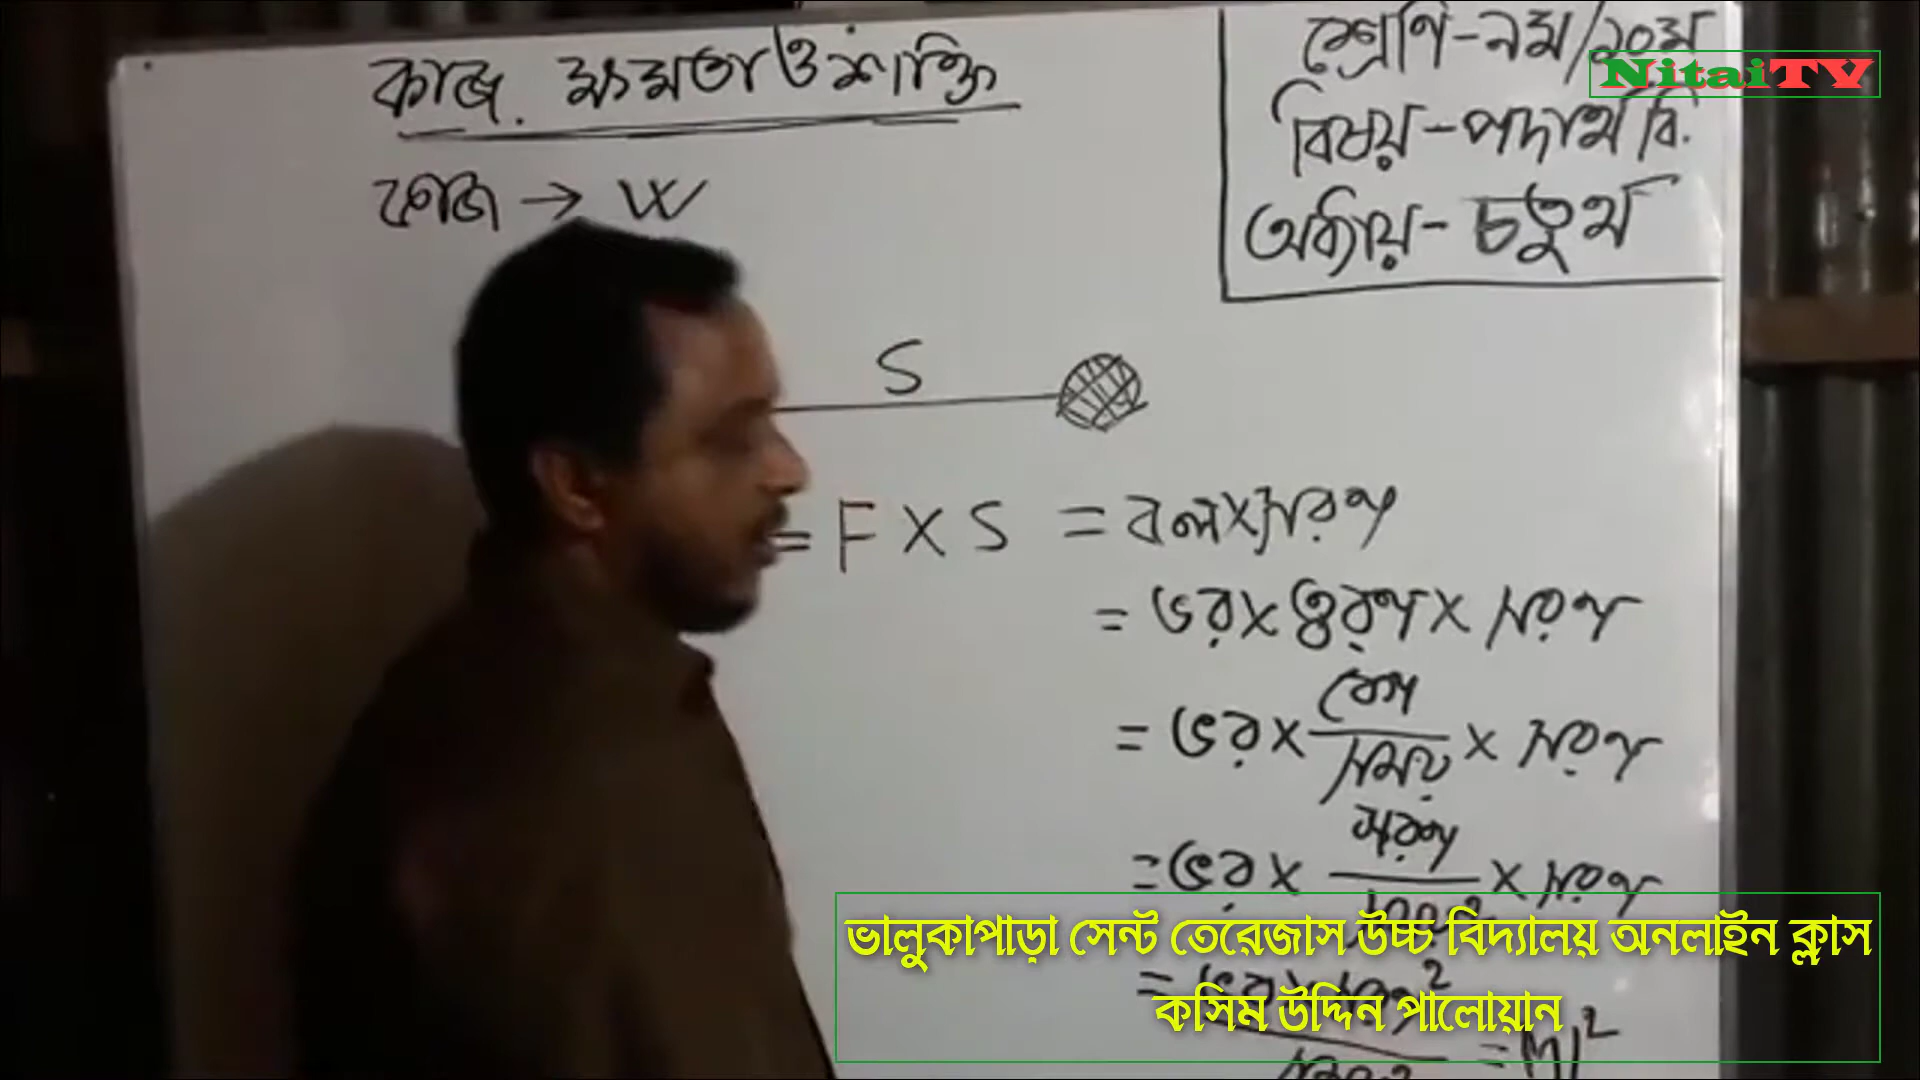 কাজ, ক্ষমতা ও শক্তি
শ্রেণি-৯ম/১০ম
NitaiTV
বিষয়-পদার্থ বি.
অধ্যায়-চতুর্থ
কাজ → W
S
= F X S = বল×সরণ
= ভর× ত্বরণ× সরণ
= ভর× বেগ/সময় × সরণ
= ভর× সরণ/ × সরণ
ভালুকাপাড়া সেন্ট তেরেজাস উচ্চ বিদ্যালয় অনলাইন ক্লাস
কসিম উদ্দিন পালোয়ান